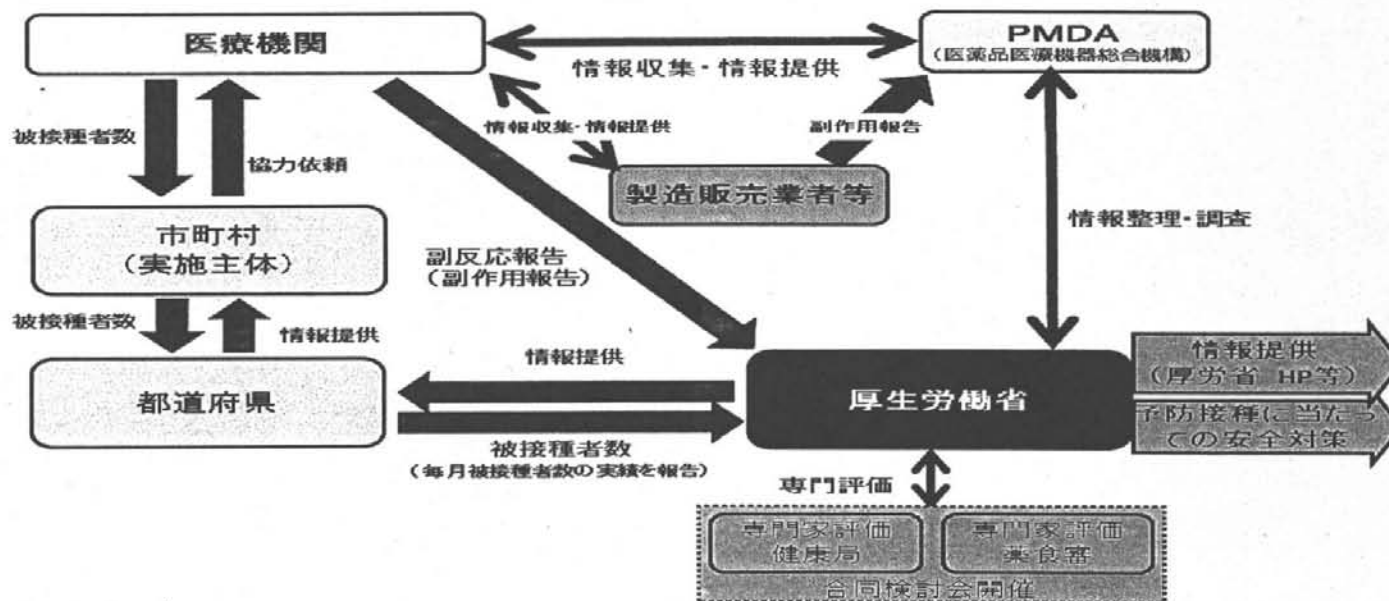 医療機関
PMDA
(医薬品医療機器総合機構)
情報収集・情報提供
情報収集・情報提供
副作用報告
被接種者数
協力依頼
製造販売業者等
市町村
(実施主体)
副反応報告
(副作用報告)
情報整理・調査
被接種者数
情報提供
都道府県
情報提供
厚生労働省
情報提供
(厚労省 HP等)
予防接種に当たっ
ての安全対策
被接種者数
(毎月被接種者数の実績を報告)
専門評価
専門家評価
健康局
専門家評価
薬食審
合同検討会開催